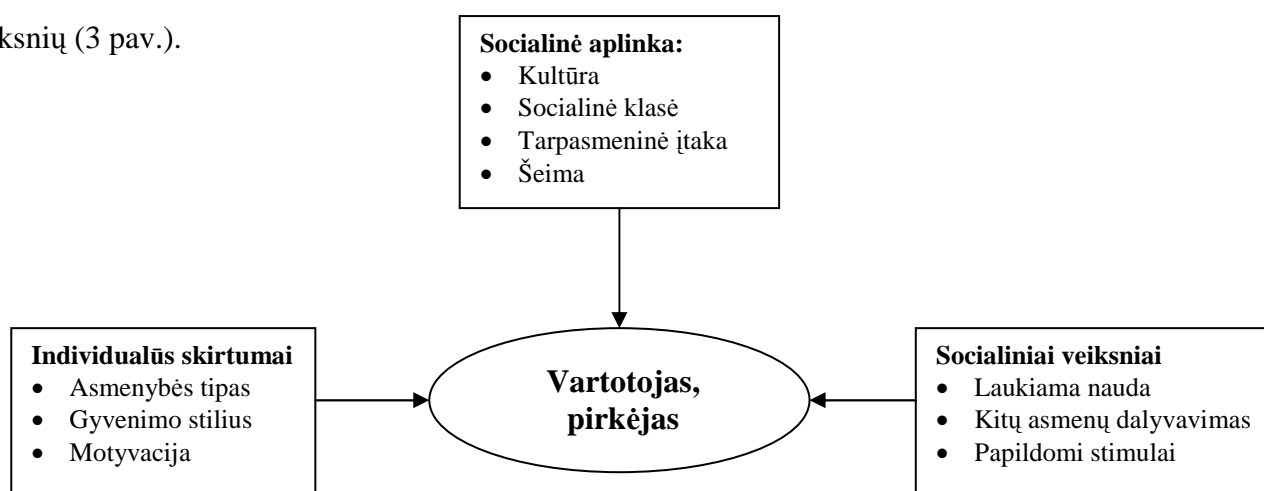 ksnių (3 pav.).
Socialinė aplinka:
• Kultūra
• Socialinė klasė
• Tarpasmeninė įtaka
• Šeima
Individualūs skirtumai
• Asmenybės tipas
• Gyvenimo stilius
• Motyvacija
Vartotojas,
pirkėjas
Socialiniai veiksniai
• Laukiama nauda
• Kitų asmenų dalyvavimas
• Papildomi stimulai